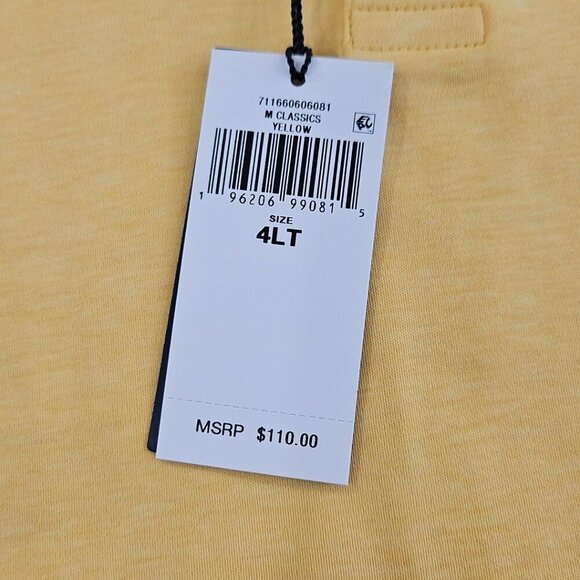 711660606081
M CLASSICS
YELLOW
1 96206 99081 5
SIZE
4LT
MSRP $110.00